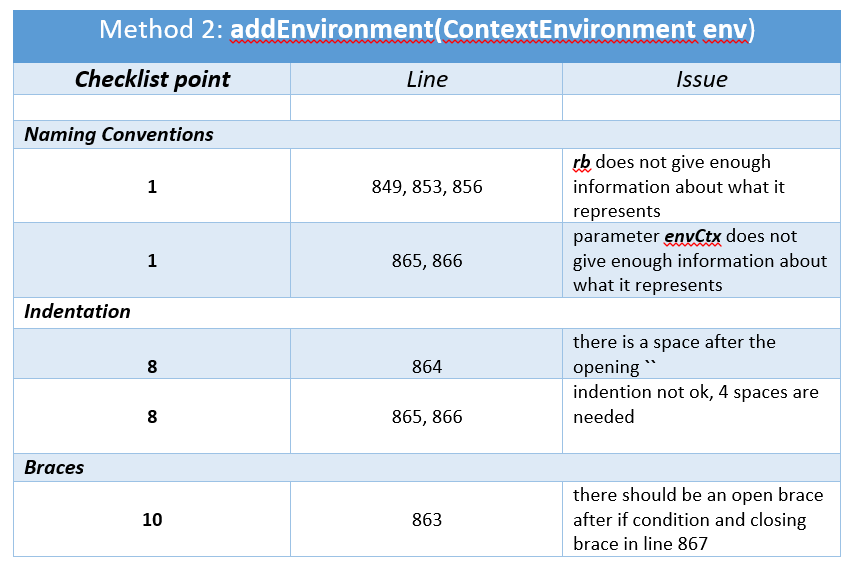 Method 2: addEnvironment(ContextEnvironment env)
Checklist point Line Issue
Naming Conventions
1 849, 853, 856 rb does not give enough
information about what it
represents
1 865, 866 parameter envCtx does not
give enough information about
what it represents
Indentation
8 864 there is a space after the
opening ``
8 865, 866 indention not ok, 4 spaces are
needed
Braces
10 863 there should be an open brace
after if condition and closing
brace in line 867